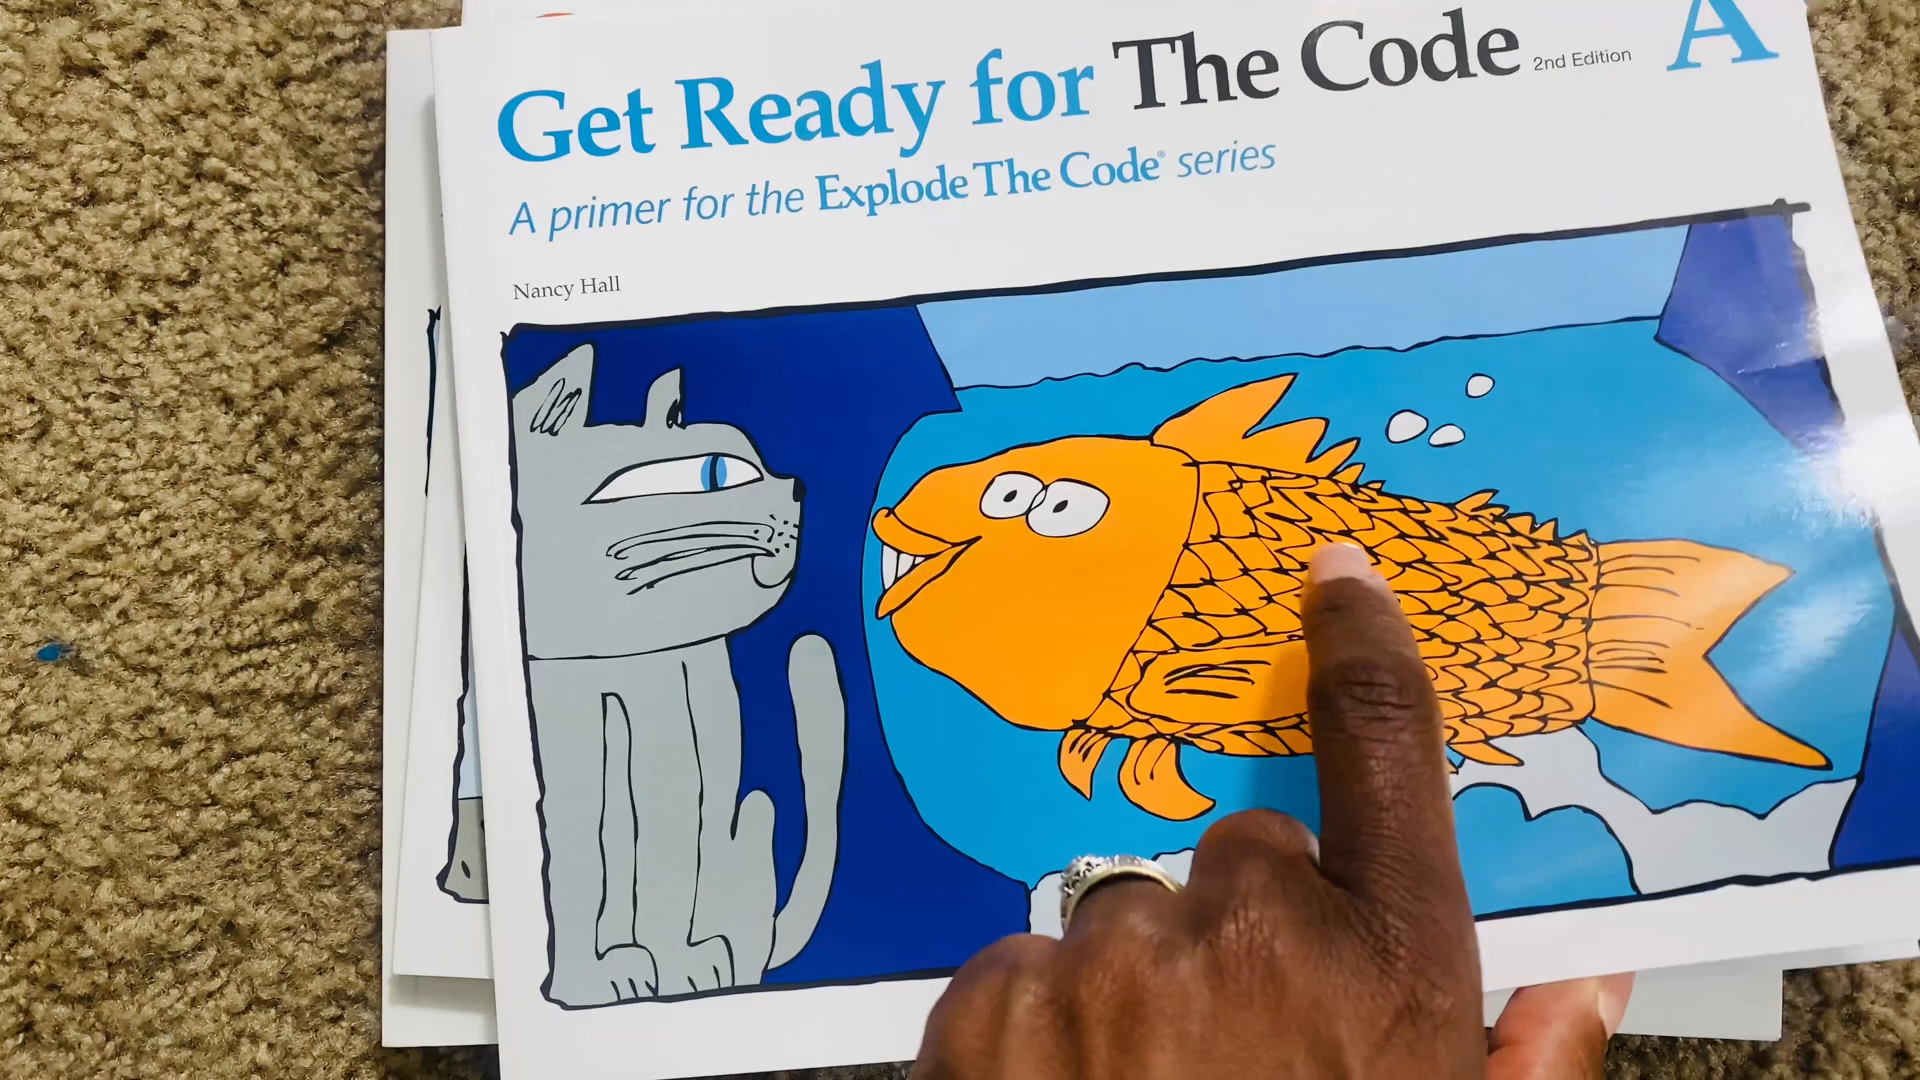 Get Ready for The Code 2nd Edition A
A primer for the Explode The Code® series
Nancy Hall